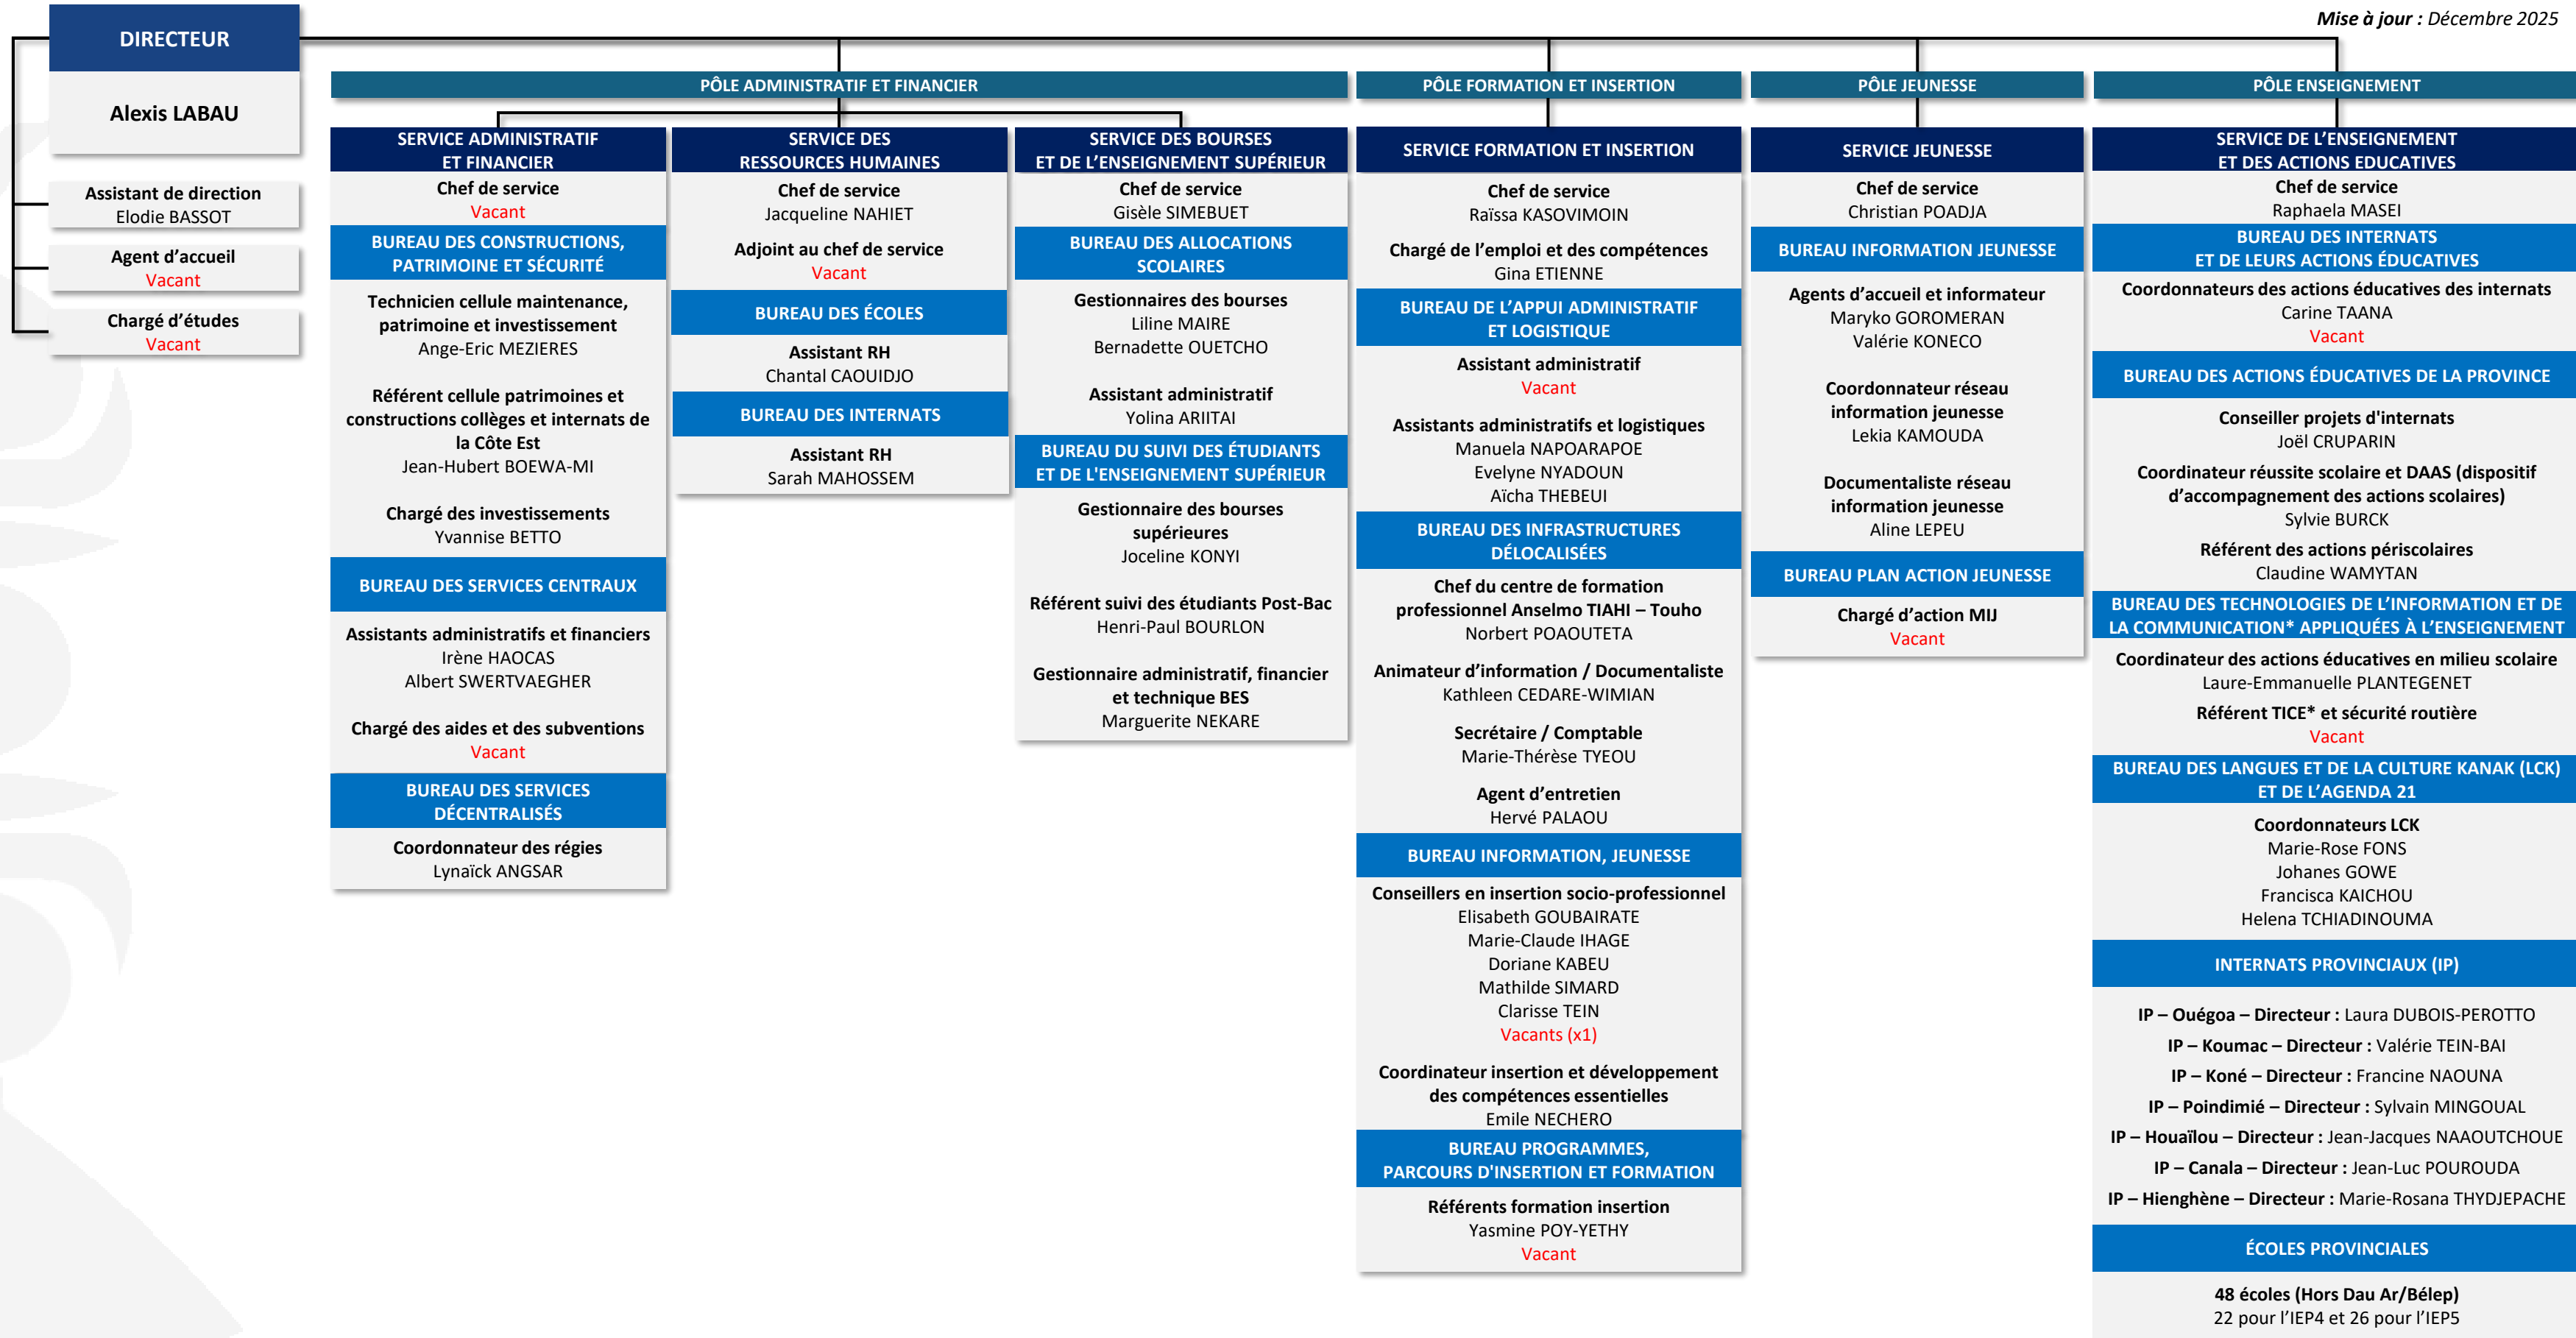 Mise à jour : Décembre 2025
DIRECTEUR
Alexis LABAU
Assistant de direction
Elodie BASSOT
Agent d’accueil
Vacant
Chargé d’études
Vacant
PÔLE ADMINISTRATIF ET FINANCIER
SERVICE ADMINISTRATIF
ET FINANCIER
Chef de service
Vacant
BUREAU DES CONSTRUCTIONS,
PATRIMOINE ET SÉCURITÉ
Technicien cellule maintenance,
patrimoine et investissement
Ange-Eric MEZIERES
Référent cellule patrimoines et
constructions collèges et internats de
la Côte Est
Jean-Hubert BOEWA-MI
Chargé des investissements
Yvannise BETTO
BUREAU DES SERVICES CENTRAUX
Assistants administratifs et financiers
Irène HAOCAS
Albert SWERTVAEGHER
Chargé des aides et des subventions
Vacant
BUREAU DES SERVICES
DÉCENTRALISÉS
Coordonnateur des régies
Lynaïck ANGSAR
SERVICE DES
RESSOURCES HUMAINES
Chef de service
Jacqueline NAHIET
Adjoint au chef de service
Vacant
BUREAU DES ÉCOLES
Assistant RH
Chantal CAOUIDJO
BUREAU DES INTERNATS
Assistant RH
Sarah MAHOSSEM
SERVICE DES BOURSES
ET DE L’ENSEIGNEMENT SUPÉRIEUR
Chef de service
Gisèle SIMEBUET
BUREAU DES ALLOCATIONS
SCOLAIRES
Gestionnaires des bourses
Liline MAIRE
Bernadette OUETCHO
Assistant administratif
Yolina ARIITAI
BUREAU DU SUIVI DES ÉTUDIANTS
ET DE L'ENSEIGNEMENT SUPÉRIEUR
Gestionnaire des bourses
supérieures
Joceline KONYI
Référent suivi des étudiants Post-Bac
Henri-Paul BOURLON
Gestionnaire administratif, financier
et technique BES
Marguerite NEKARE
PÔLE FORMATION ET INSERTION
SERVICE FORMATION ET INSERTION
Chef de service
Raïssa KASOVIMOIN
Chargé de l’emploi et des compétences
Gina ETIENNE
BUREAU DE L’APPUI ADMINISTRATIF
ET LOGISTIQUE
Assistant administratif
Vacant
Assistants administratifs et logistiques
Manuela NAPOARAPOE
Evelyne NYADOUN
Aïcha THEBEUI
BUREAU DES INFRASTRUCTURES
DÉLOCALISÉES
Chef du centre de formation
professionnel Anselmo TIAHI – Touho
Norbert POAOUTETA
Animateur d’information / Documentaliste
Kathleen CEDARE-WIMIAN
Secrétaire / Comptable
Marie-Thérèse TYEOU
Agent d’entretien
Hervé PALAOU
BUREAU INFORMATION, JEUNESSE
Conseillers en insertion socio-professionnel
Elisabeth GOUBAIRATE
Marie-Claude IHAGE
Doriane KABEU
Mathilde SIMARD
Clarisse TEIN
Vacants (x1)
Coordinateur insertion et développement
des compétences essentielles
Emile NECHERO
BUREAU PROGRAMMES,
PARCOURS D'INSERTION ET FORMATION
Référents formation insertion
Yasmine POY-YETHY
Vacant
PÔLE JEUNESSE
SERVICE JEUNESSE
Chef de service
Christian POADJA
BUREAU INFORMATION JEUNESSE
Agents d’accueil et informateur
Maryko GOROMERAN
Valérie KONECO
Coordonnateur réseau
information jeunesse
Lekia KAMOUDA
Documentaliste réseau
information jeunesse
Aline LEPEU
BUREAU PLAN ACTION JEUNESSE
Chargé d’action MIJ
Vacant
PÔLE ENSEIGNEMENT
SERVICE DE L’ENSEIGNEMENT
ET DES ACTIONS EDUCATIVES
Chef de service
Raphaela MASEI
BUREAU DES INTERNATS
ET DE LEURS ACTIONS ÉDUCATIVES
Coordonnateurs des actions éducatives des internats
Carine TAANA
Vacant
BUREAU DES ACTIONS ÉDUCATIVES DE LA PROVINCE
Conseiller projets d'internats
Joël CRUPARIN
Coordinateur réussite scolaire et DAAS (dispositif
d’accompagnement des actions scolaires)
Sylvie BURCK
Référent des actions périscolaires
Claudine WAMYTAN
BUREAU DES TECHNOLOGIES DE L’INFORMATION ET DE
LA COMMUNICATION* APPLIQUÉES À L’ENSEIGNEMENT
Coordinateur des actions éducatives en milieu scolaire
Laure-Emmanuelle PLANTEGENET
Référent TICE* et sécurité routière
Vacant
BUREAU DES LANGUES ET DE LA CULTURE KANAK (LCK)
ET DE L’AGENDA 21
Coordonnateurs LCK
Marie-Rose FONS
Johanes GOWE
Francisca KAICHOU
Helena TCHIADINOUMA
INTERNATS PROVINCIAUX (IP)
IP – Ouégoa – Directeur : Laura DUBOIS-PEROTTO
IP – Koumac – Directeur : Valérie TEIN-BAI
IP – Koné – Directeur : Francine NAOUNA
IP – Poindimié – Directeur : Sylvain MINGOUAL
IP – Houaïlou – Directeur : Jean-Jacques NAAOUTCHOUE
IP – Canala – Directeur : Jean-Luc POUROUDA
IP – Hienghène – Directeur : Marie-Rosana THYDJEPACHE
ÉCOLES PROVINCIALES
48 écoles (Hors Dau Ar/Bélep)
22 pour l’IEP4 et 26 pour l’IEP5